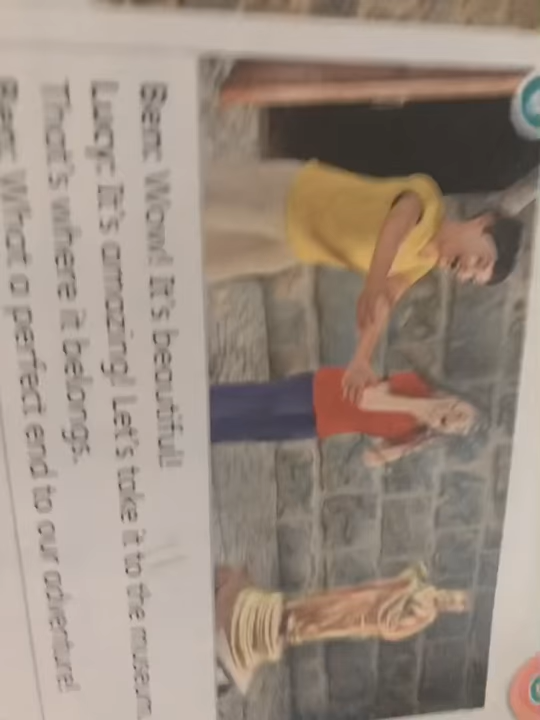 Ben: Wow! It's beautiful!
Lucy: It's amazing! Let's take it to the museum.
That's where it belongs.
Ben: What a perfect end to our adventure!